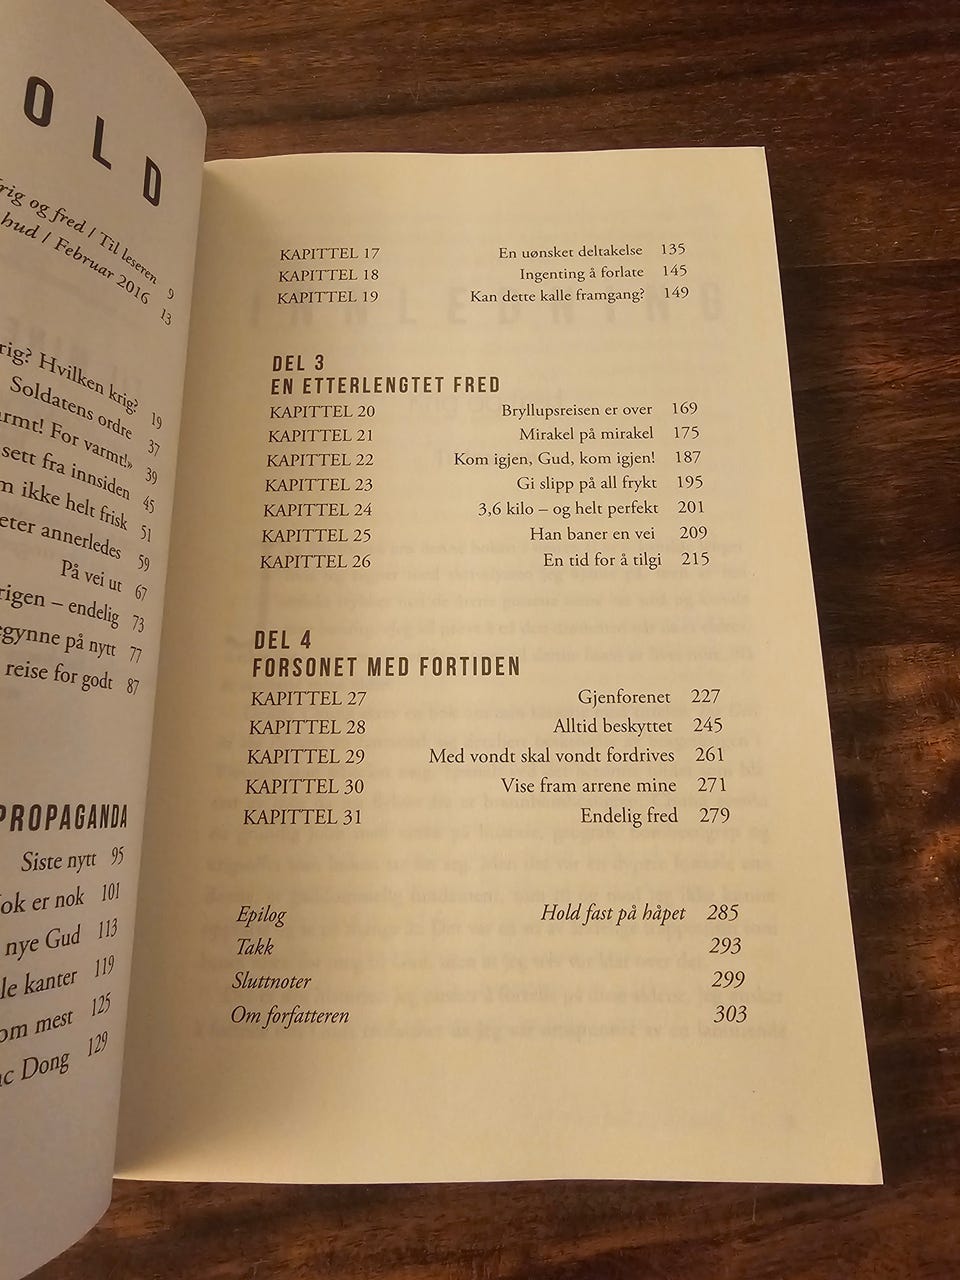 OLD
krig og fred / Til leseren 9
bud / Februar 2016 13
krig? Hvilken krig? 19
Soldatens ordre 37
varmt! For varmt!» 39
sett fra innsiden 45
ikke helt frisk 51
annerledes 59
På vei ut 67
– endelig 73
på nytt 77
reise for godt 87
PROPAGANDA
Siste nytt 95
er nok 101
nye Gud 113
kanter 119
mest 125
Dong 129
KAPITTEL 17 En uønsket deltakelse 135
KAPITTEL 18 Ingenting å forlate 145
KAPITTEL 19 Kan dette kalle framgang? 149
DEL 3
EN ETTERLENGTET FRED
KAPITTEL 20 Bryllupsreisen er over 169
KAPITTEL 21 Mirakel på mirakel 175
KAPITTEL 22 Kom igjen, Gud, kom igjen! 187
KAPITTEL 23 Gi slipp på all frykt 195
KAPITTEL 24 3,6 kilo – og helt perfekt 201
KAPITTEL 25 Han baner en vei 209
KAPITTEL 26 En tid for å tilgi 215
DEL 4
FORSONET MED FORTIDEN
KAPITTEL 27 Gjenforenet 227
KAPITTEL 28 Alltid beskyttet 245
KAPITTEL 29 Med vondt skal vondt fordrives 261
KAPITTEL 30 Vise fram arrene mine 271
KAPITTEL 31 Endelig fred 279
Epilog Hold fast på håpet 285
Takk 293
Sluttnoter 299
Om forfatteren 303